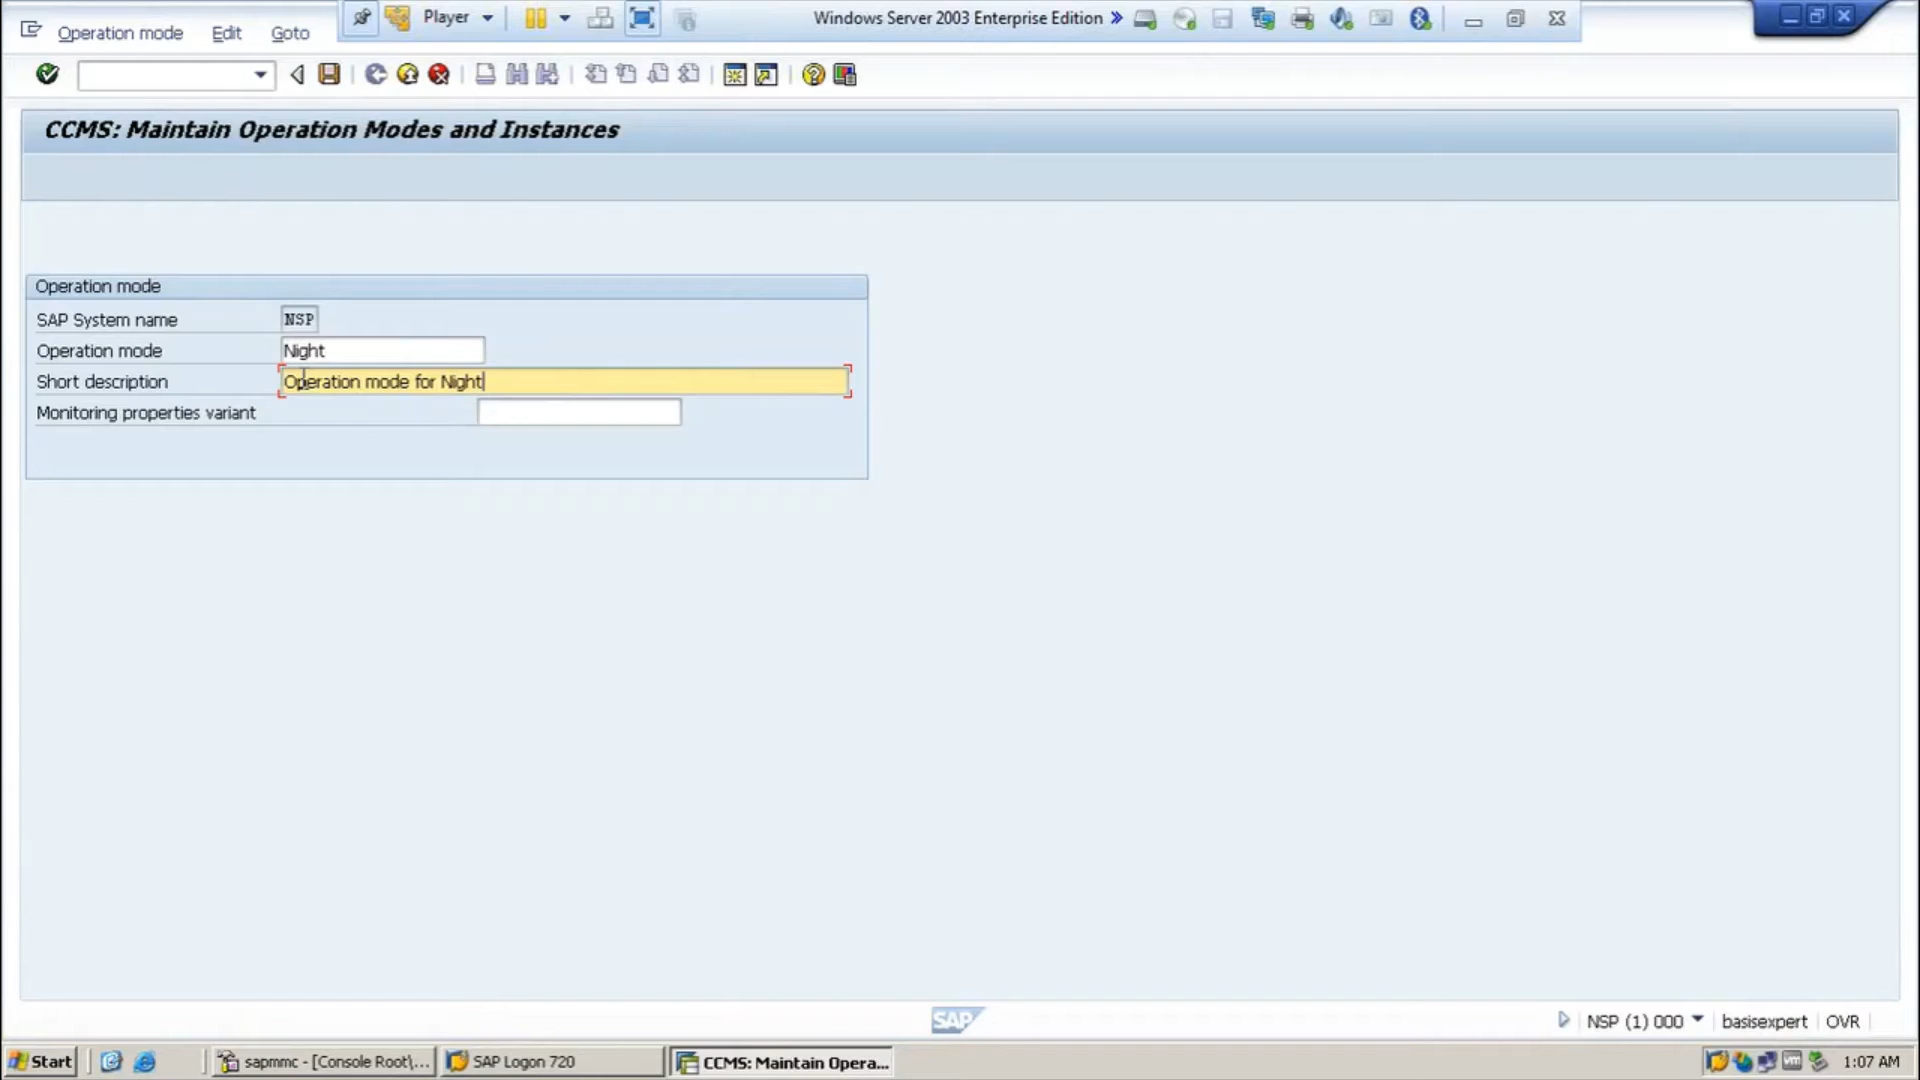 Operation mode Edit Goto Player Windows Server 2003 Enterprise Edition
CCMS: Maintain Operation Modes and Instances
Operation mode
SAP System name NSP
Operation mode Night
Short description Operation mode for Night
Monitoring properties variant
SAP
NSP (1) 000 basisexpert OVR
Start sapmmc - [Console Root\... SAP Logon 720 CCMS: Maintain Opera... 1:07 AM